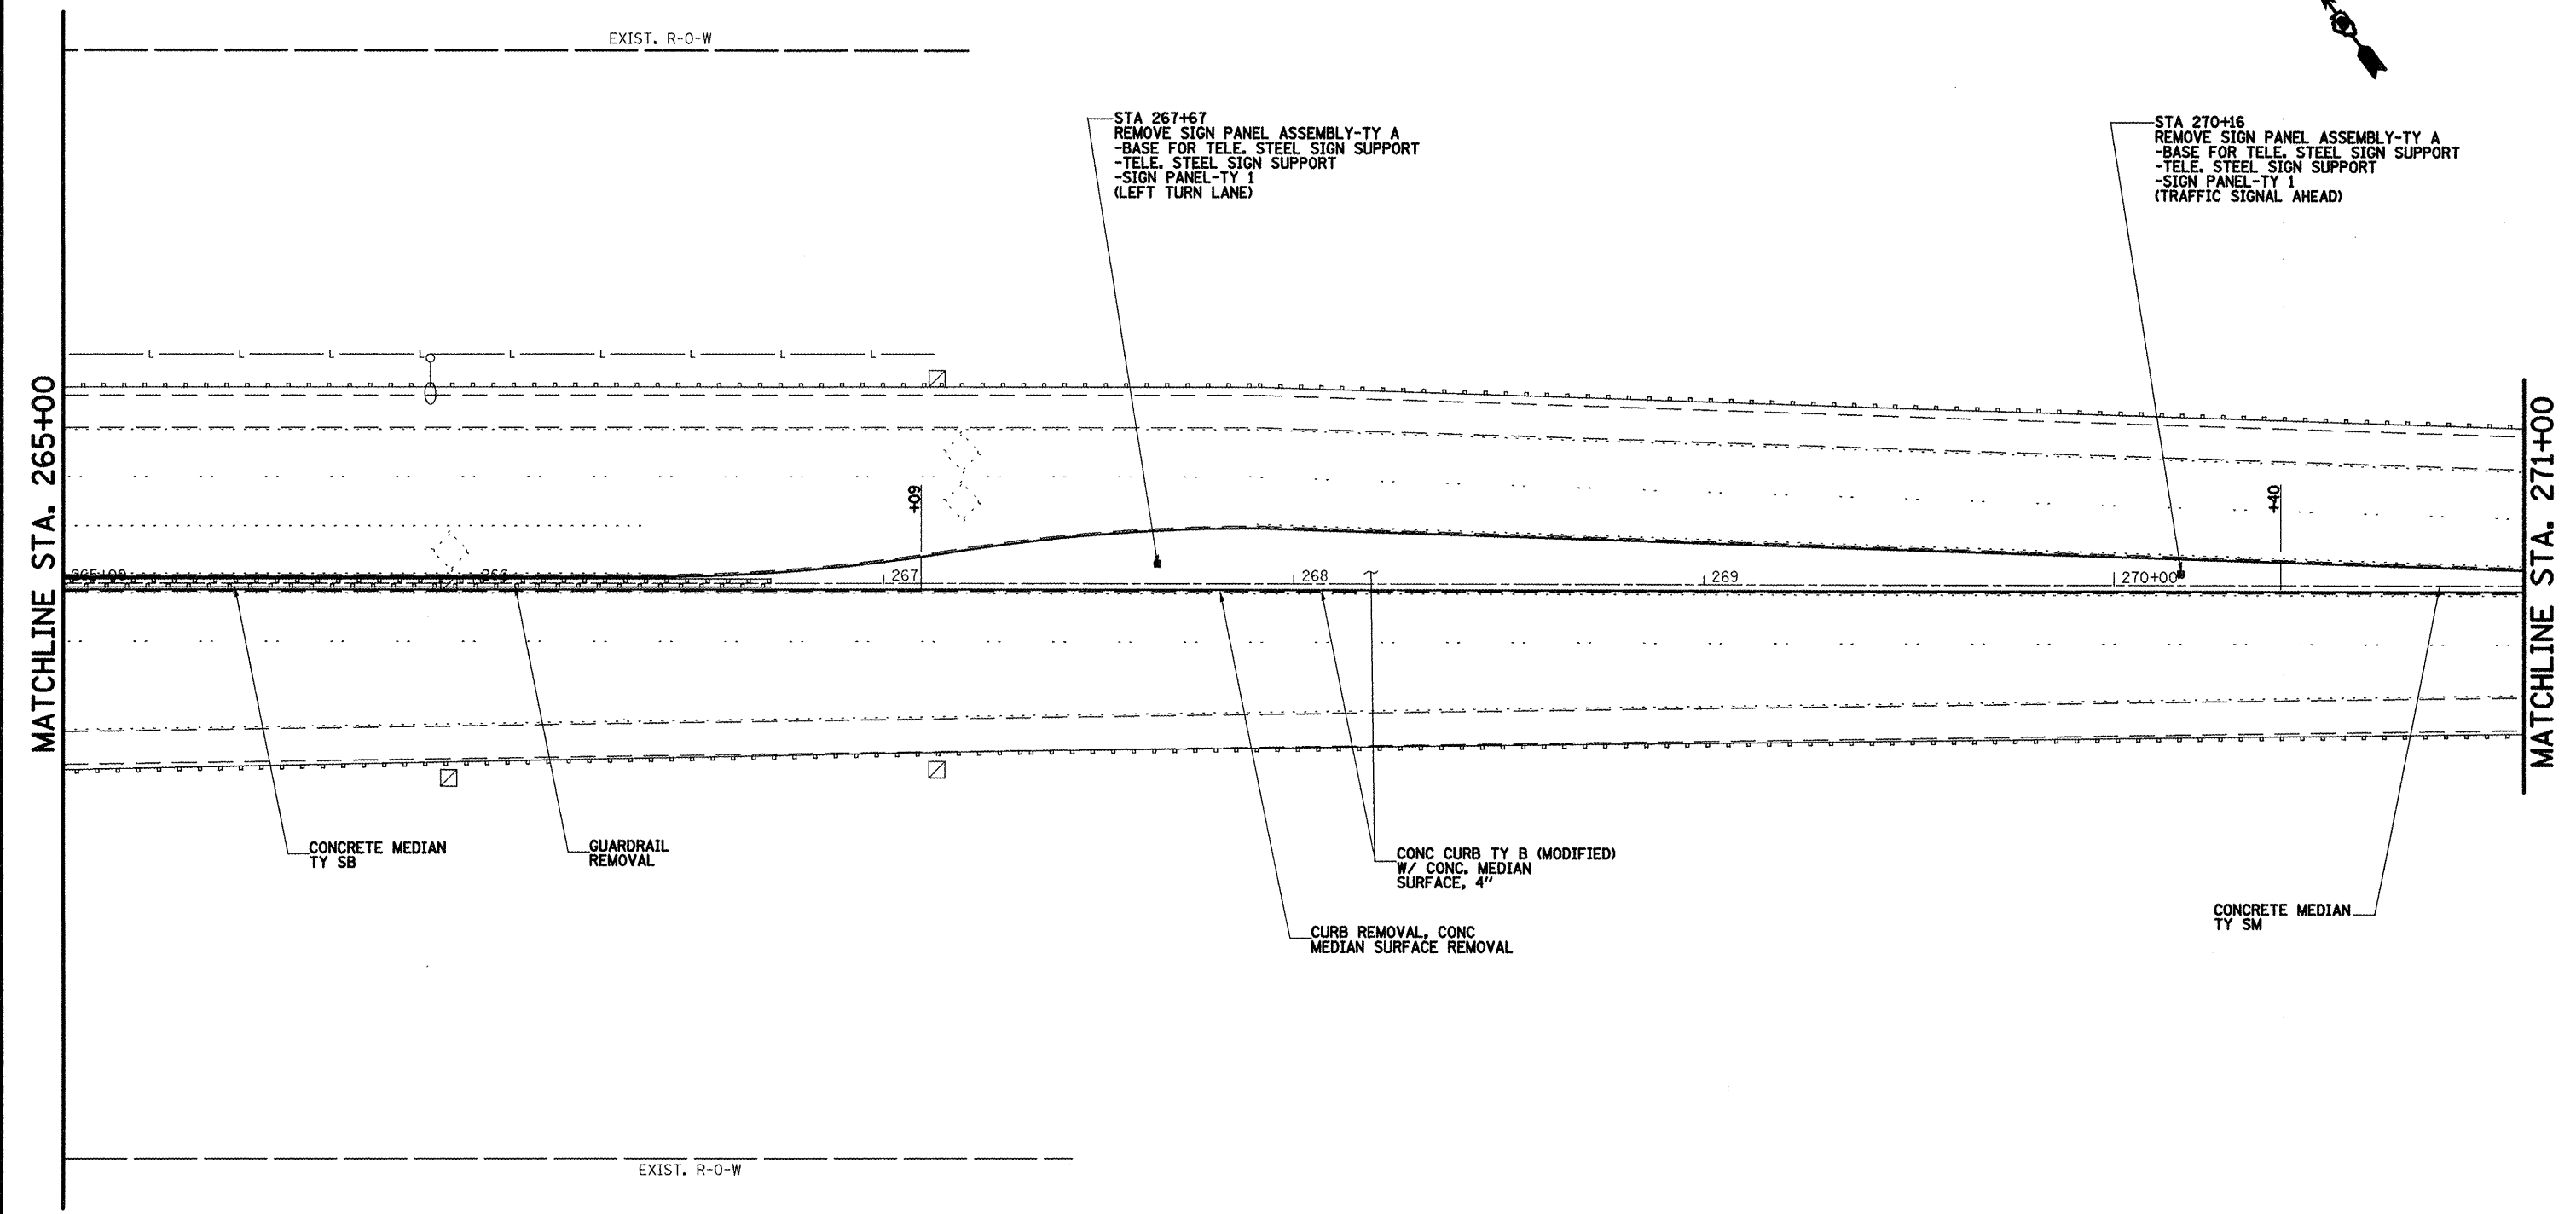 EXIST. R-O-W
STA 267+67
REMOVE SIGN PANEL ASSEMBLY-TY A
-BASE FOR TELE. STEEL SIGN SUPPORT
-TELE. STEEL SIGN SUPPORT
-SIGN PANEL-TY 1
(LEFT TURN LANE)
STA 270+16
REMOVE SIGN PANEL ASSEMBLY-TY A
-BASE FOR TELE. STEEL SIGN SUPPORT
-TELE. STEEL SIGN SUPPORT
-SIGN PANEL-TY 1
(TRAFFIC SIGNAL AHEAD)
L L L L L L L L L
MATCHLINE STA. 265+00
MATCHLINE STA. 271+00
+09
+40
265+00
266
267
268
269
270+00
CONCRETE MEDIAN
TY SB
GUARDRAIL
REMOVAL
CONC CURB TY B (MODIFIED)
W/ CONC. MEDIAN
SURFACE, 4"
CURB REMOVAL, CONC
MEDIAN SURFACE REMOVAL
CONCRETE MEDIAN
TY SM
EXIST. R-O-W